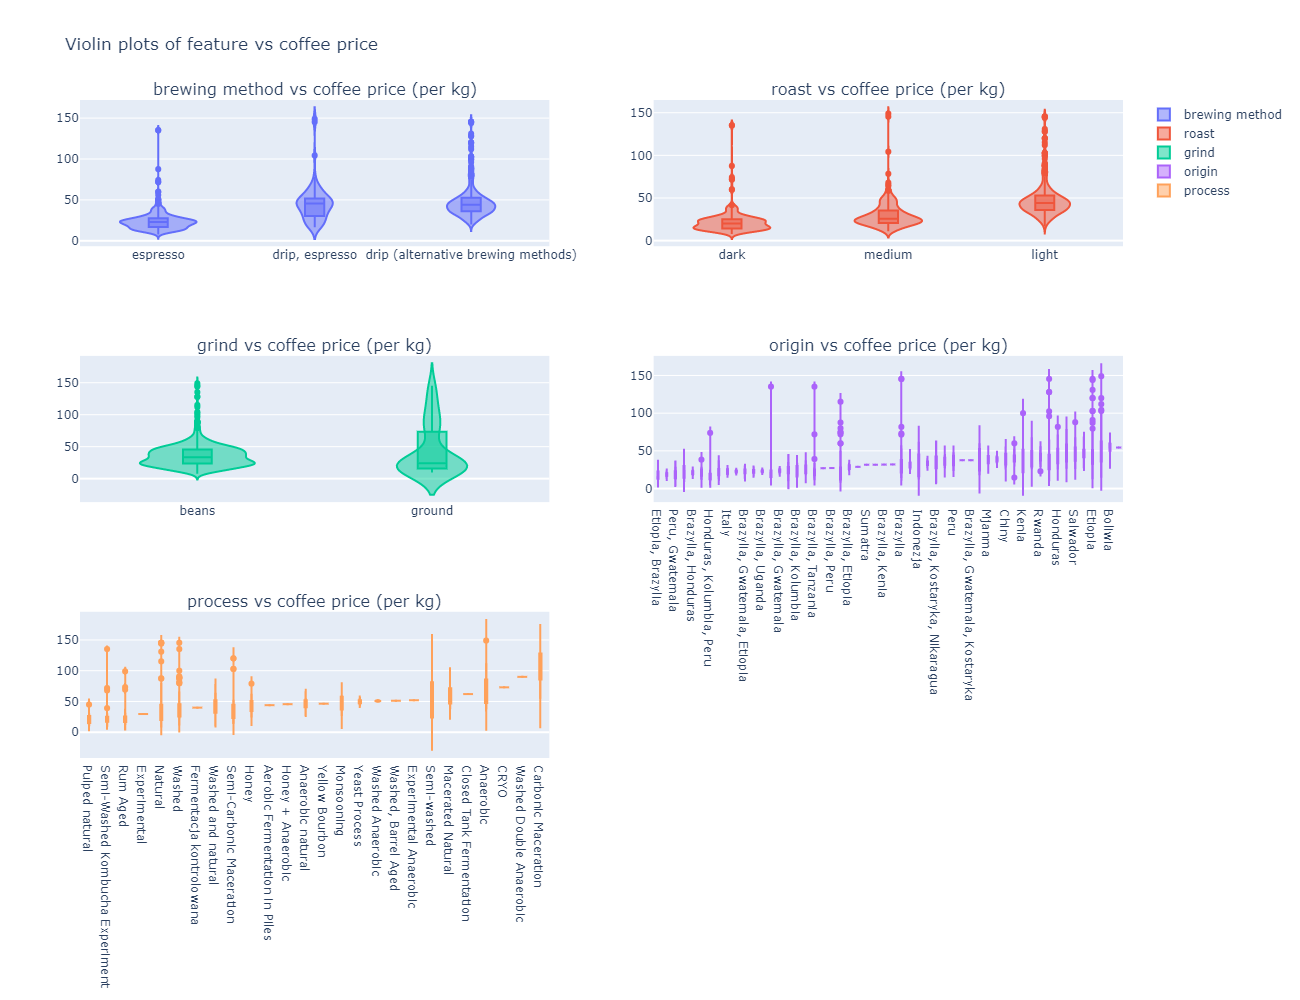 Violin plots of feature vs coffee price
brewing method vs coffee price (per kg)
150
100
50
0
espresso
drip, espresso
drip (alternative brewing methods)
roast vs coffee price (per kg)
150
100
50
0
dark
medium
light
brewing method
roast
grind
origin
process
grind vs coffee price (per kg)
150
100
50
0
beans
ground
origin vs coffee price (per kg)
150
100
50
0
Etiopia, Brazylia
Peru, Gwatemala
Brazylia, Honduras
Honduras, Kolumbia, Peru
Italy
Brazylia, Gwatemala, Etiopia
Brazylia, Uganda
Brazylia, Gwatemala
Brazylia, Kolumbia
Brazylia, Tanzania
Brazylia, Peru
Brazylia, Etiopia
Sumatra
Brazylia, Kenia
Brazylia
Indonezja
Brazylia, Kostaryka, Nikaragua
Peru
Brazylia, Gwatemala, Kostaryka
Mjanma
Chiny
Kenia
Rwanda
Honduras
Salwador
Etiopia
Boliwia
process vs coffee price (per kg)
150
100
50
0
Pulped natural
Semi-Washed Kombucha Experiment
Rum Aged
Experimental
Natural
Washed
Fermentacja kontrolowana
Washed and natural
Semi-Carbonic Maceration
Honey
Aerobic Fermentation in Piles
Honey + Anaerobic
Anaerobic natural
Yellow Bourbon
Monsooning
Yeast Process
Washed Anaerobic
Washed, Barrel Aged
Experimental Anaerobic
Semi-washed
Macerated Natural
Closed Tank Fermentation
Anaerobic
CRYO
Washed Double Anaerobic
Carbonic Maceration